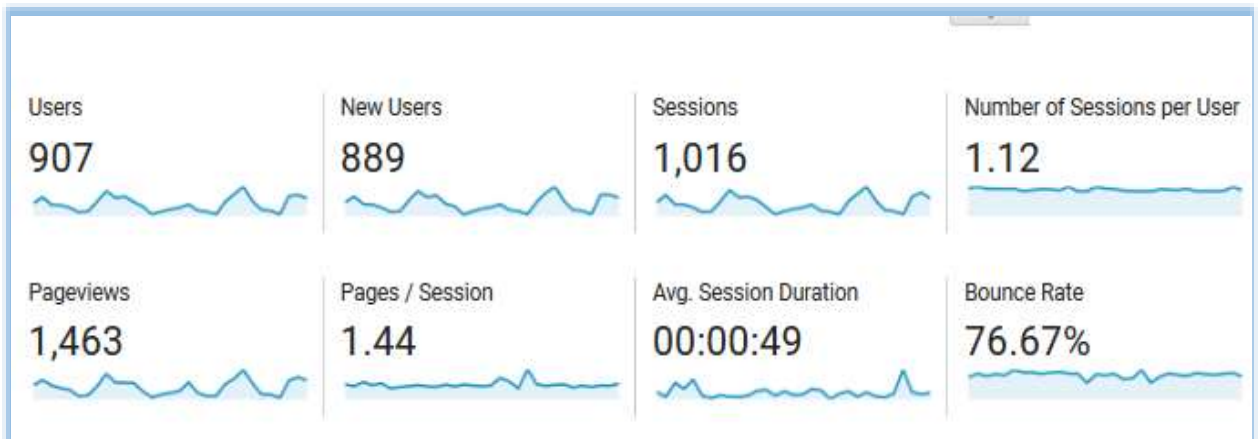 Users
907
New Users
889
Sessions
1,016
Number of Sessions per User
1.12
Pageviews
1,463
Pages / Session
1.44
Avg. Session Duration
00:00:49
Bounce Rate
76.67%